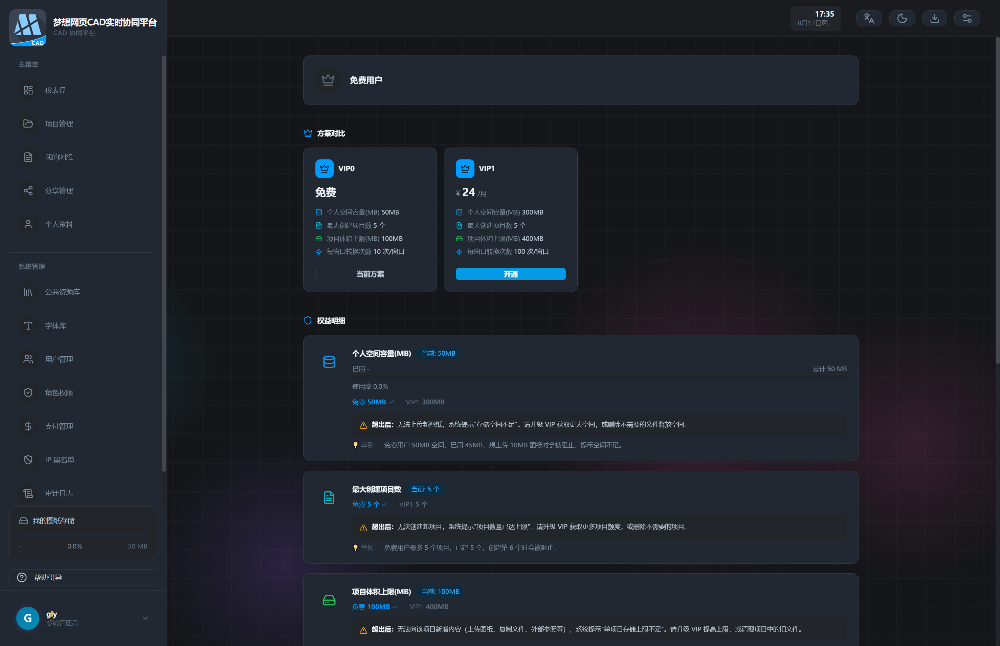 梦想网页CAD实时协同平台
CAD 协同平台
CAD
主菜单
仪表盘
项目管理
我的图纸
分享管理
个人资料
系统管理
公共资源库
字体库
用户管理
角色权限
支付管理
IP 黑名单
审计日志
我的图纸存储
- 0.0% 50 MB
帮助引导
G
gly
系统管理员
17:35
8月17日周一
免费用户
方案对比
VIP0
免费
个人空间容量(MB) 50MB
最大创建项目数 5 个
项目体积上限(MB) 100MB
每窗口转换次数 10 次/窗口
当前方案
VIP1
¥ 24 /月
个人空间容量(MB) 300MB
最大创建项目数 5 个
项目体积上限(MB) 400MB
每窗口转换次数 100 次/窗口
开通
权益明细
个人空间容量(MB) 当前: 50MB
已用 - 总计 50 MB
使用率 0.0%
免费 50MB ✓ VIP1 300MB
超出后：无法上传新图纸，系统提示"存储空间不足"。请升级 VIP 获取更大空间，或删除不需要的文件释放空间。
举例： 免费用户 50MB 空间，已用 45MB，想上传 10MB 图纸时会被阻止，提示空间不足。
最大创建项目数 当前: 5 个
免费 5 个 ✓ VIP1 5 个
超出后：无法创建新项目，系统提示"项目数量已达上限"。请升级 VIP 获取更多项目额度，或删除不需要的项目。
举例： 免费用户最多 5 个项目，已建 5 个，创建第 6 个时会被阻止。
项目体积上限(MB) 当前: 100MB
免费 100MB ✓ VIP1 400MB
超出后：无法向该项目新增内容（上传图纸、复制文件、外部参照等），系统提示"单项目存储上限不足"。请升级 VIP 提高上限，或清理项目中的旧文件。